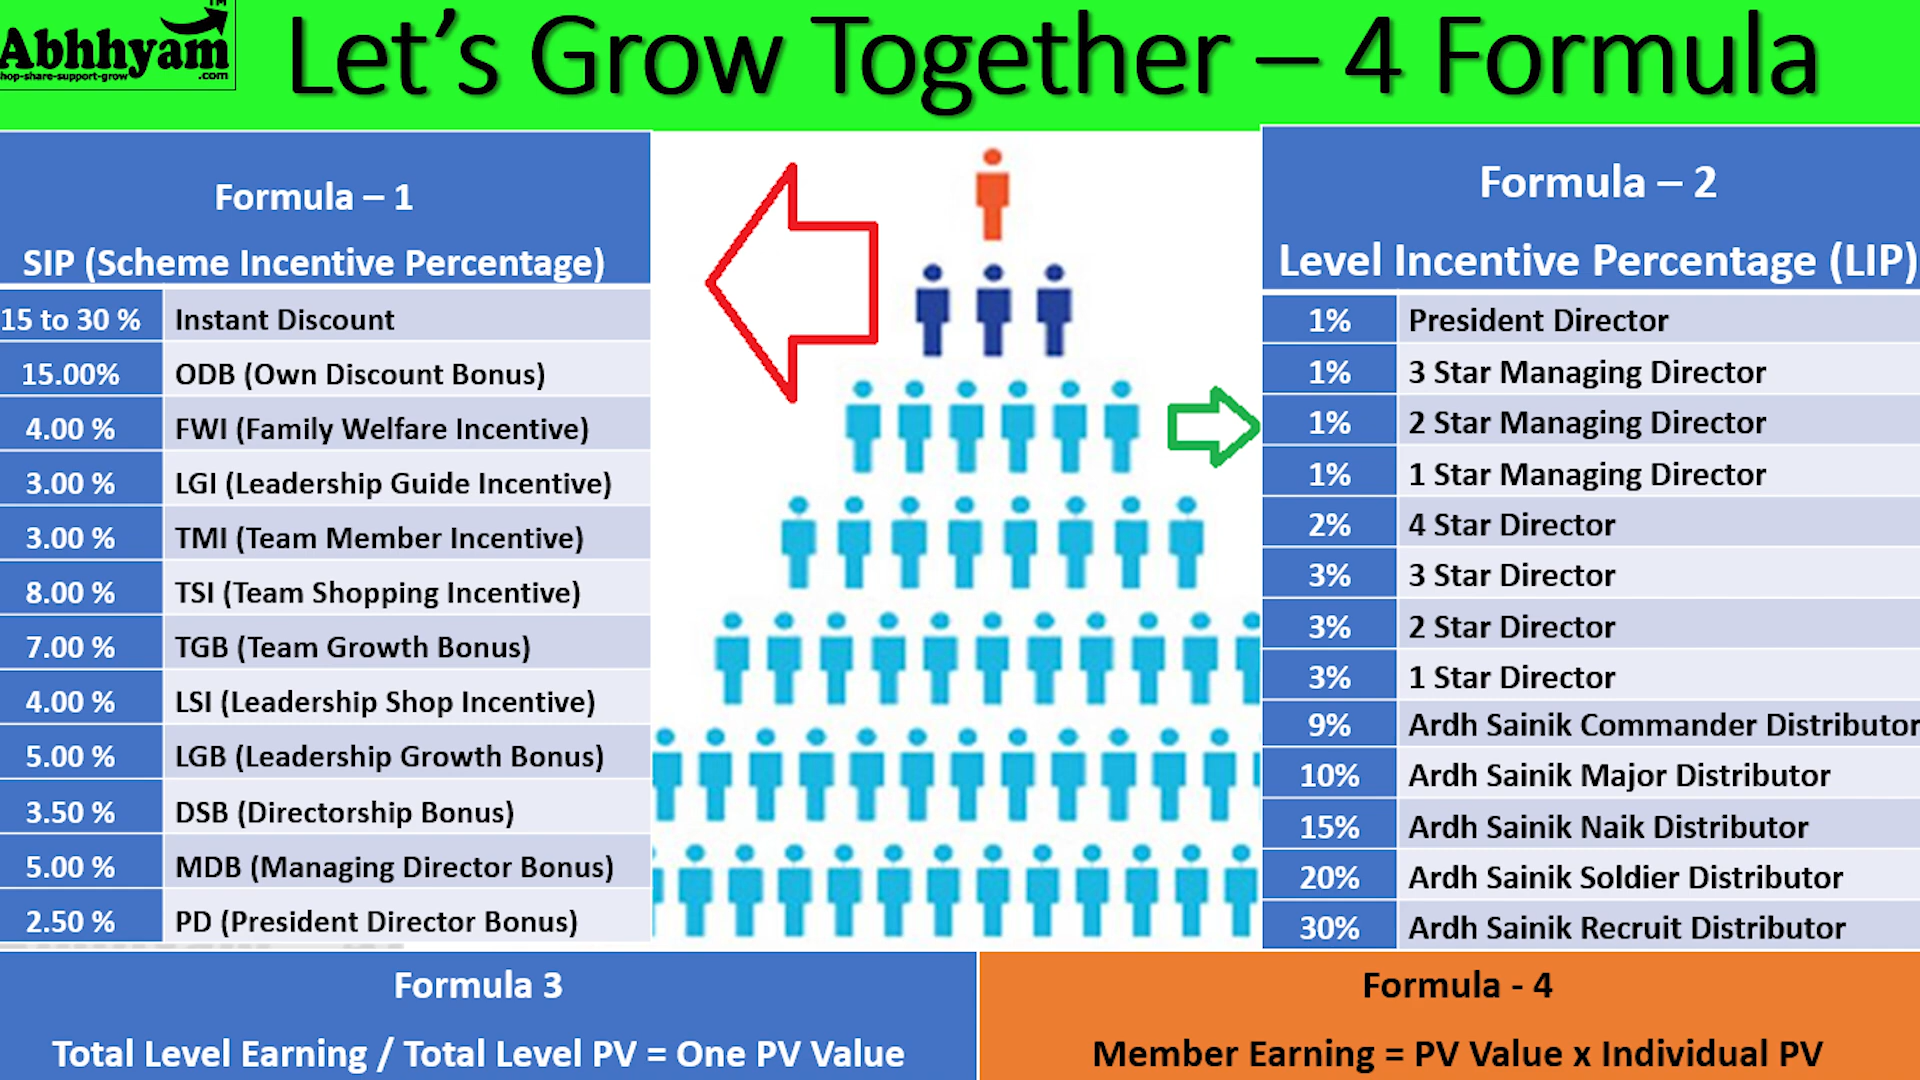 Abhhyam
TM
hop-share-support-grow
.com
Let's Grow Together – 4 Formula
Formula – 1
SIP (Scheme Incentive Percentage)
15 to 30 % Instant Discount
15.00% ODB (Own Discount Bonus)
4.00 % FWI (Family Welfare Incentive)
3.00 % LGI (Leadership Guide Incentive)
3.00 % TMI (Team Member Incentive)
8.00 % TSI (Team Shopping Incentive)
7.00 % TGB (Team Growth Bonus)
4.00 % LSI (Leadership Shop Incentive)
5.00 % LGB (Leadership Growth Bonus)
3.50 % DSB (Directorship Bonus)
5.00 % MDB (Managing Director Bonus)
2.50 % PD (President Director Bonus)
Formula – 2
Level Incentive Percentage (LIP)
1% President Director
1% 3 Star Managing Director
1% 2 Star Managing Director
1% 1 Star Managing Director
2% 4 Star Director
3% 3 Star Director
3% 2 Star Director
3% 1 Star Director
9% Ardh Sainik Commander Distributor
10% Ardh Sainik Major Distributor
15% Ardh Sainik Naik Distributor
20% Ardh Sainik Soldier Distributor
30% Ardh Sainik Recruit Distributor
Formula 3
Total Level Earning / Total Level PV = One PV Value
Formula - 4
Member Earning = PV Value x Individual PV